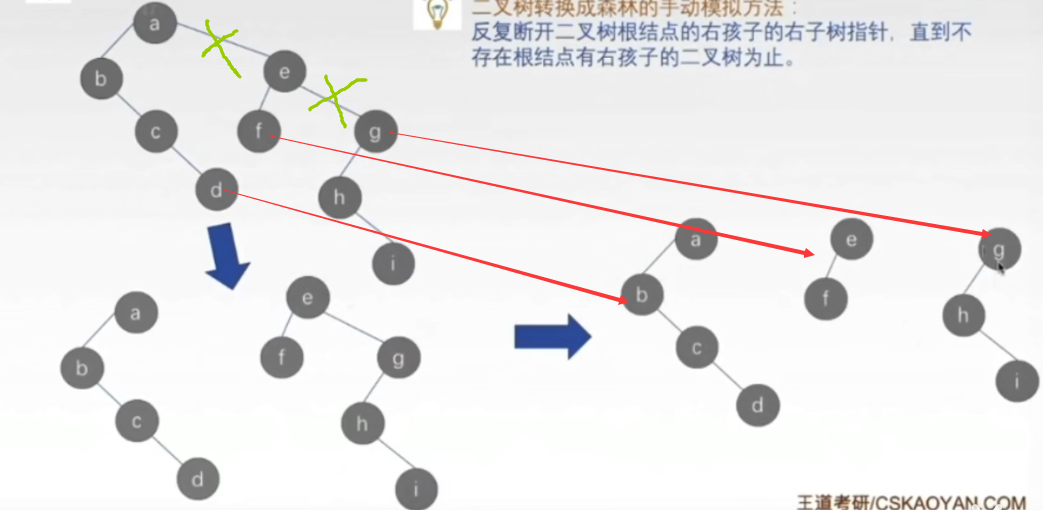 二叉树转换成森林的手动模拟方法：
反复断开二叉树根结点的右孩子的右子树指针，直到不
存在根结点有右孩子的二叉树为止。
a
b
e
c
f
g
d
h
i
a
b
c
d
e
f
g
h
i
a
b
c
d
e
f
g
h
i
王道考研/CSKAOYAN.COM